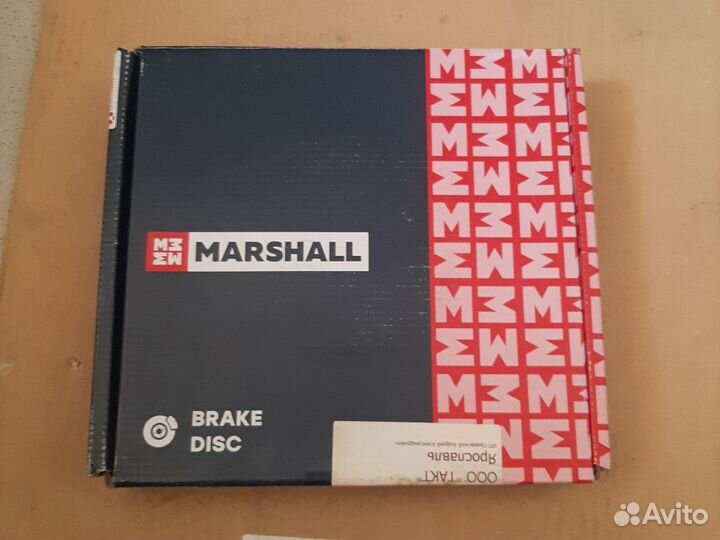 MARSHALL
BRAKE
DISC
ООО "ТАКТ"
Ярославль
Avito